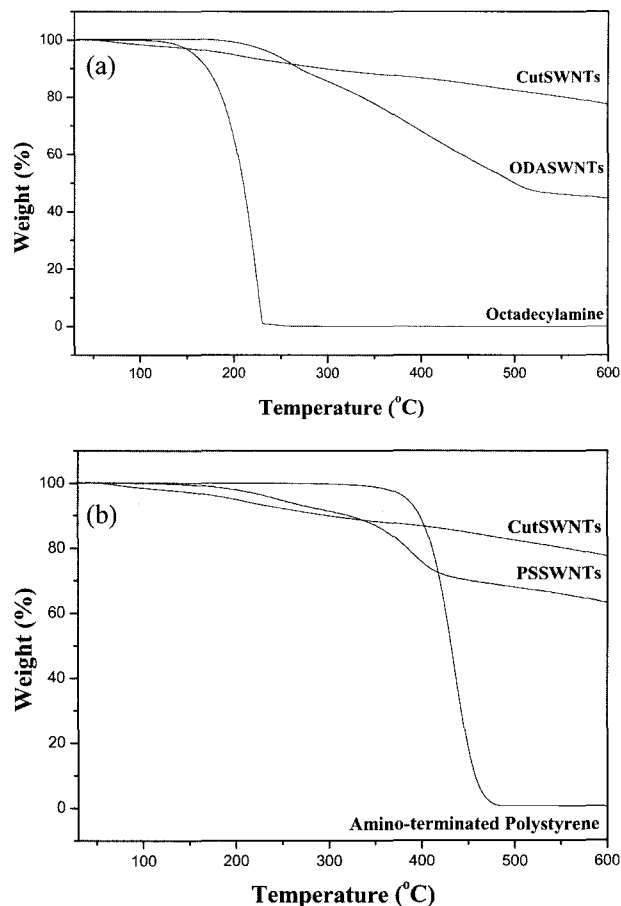 (a)
100
80
60
40
20
0
Weight (%)
CutSWNTs
ODASWNTs
Octadecylamine
100 200 300 400 500 600
Temperature (°C)
(b)
100
80
60
40
20
0
Weight (%)
CutSWNTs
PSSWNTs
Amino-terminated Polystyrene
100 200 300 400 500 600
Temperature (°C)